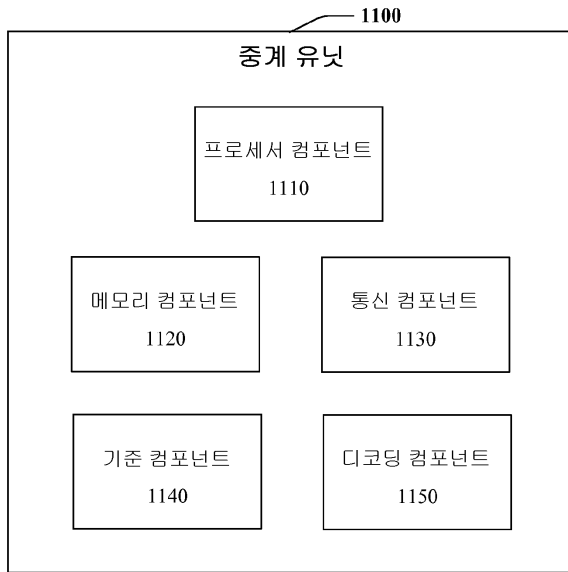 1100
중계 유닛
프로세서 컴포넌트
1110
메모리 컴포넌트
1120
통신 컴포넌트
1130
기준 컴포넌트
1140
디코딩 컴포넌트
1150